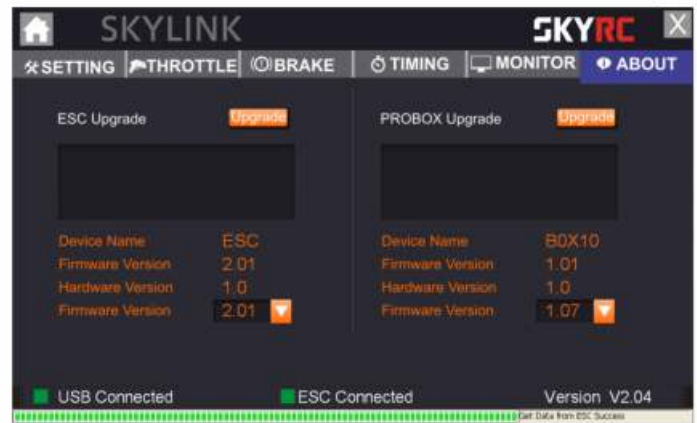 SKYLINK SKYRC X
SETTING THROTTLE BRAKE TIMING MONITOR ABOUT
ESC Upgrade Upgrade PROBOX Upgrade Upgrade
Device Name ESC Device Name BOX10
Firmware Version 2.01 Firmware Version 1.01
Hardware Version 1.0 Hardware Version 1.0
Firmware Version 2.01 Firmware Version 1.07
USB Connected ESC Connected Version V2.04
Get Data from ESC Success